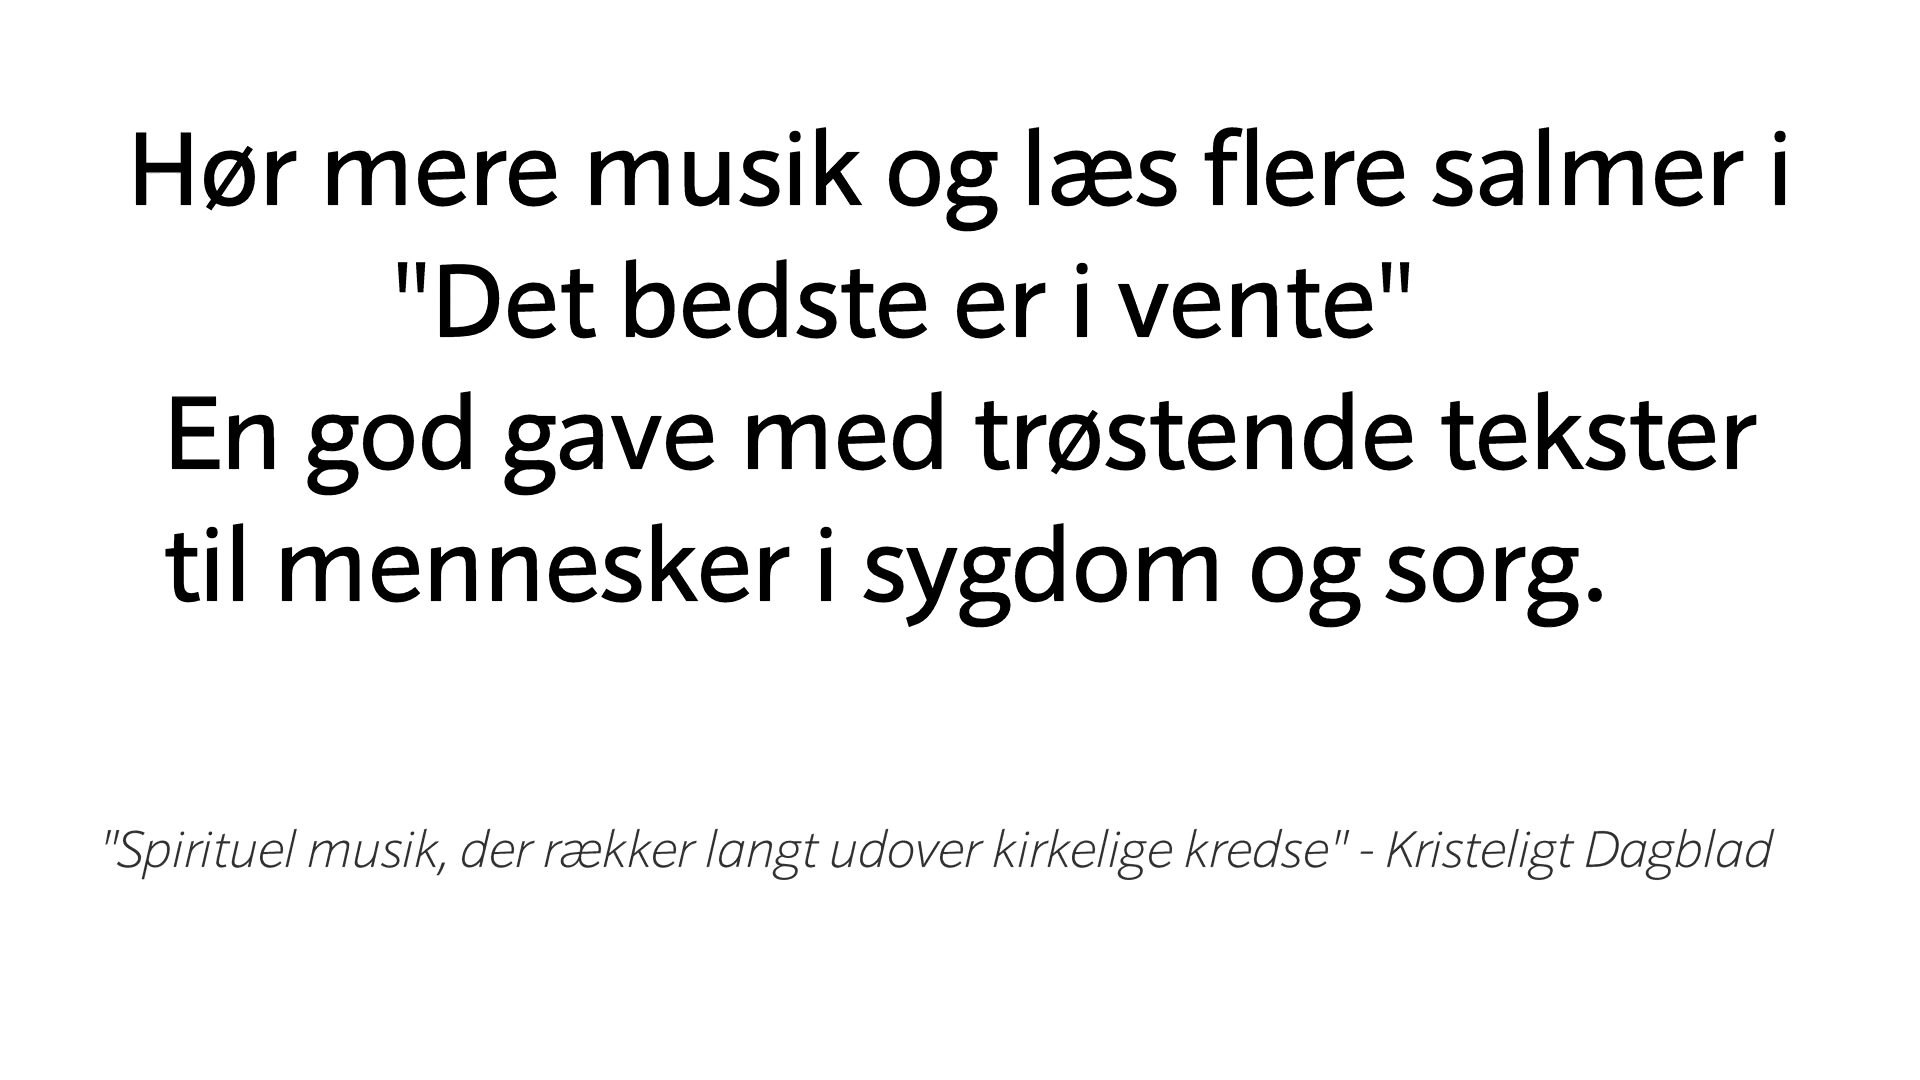 Hør mere musik og læs flere salmer i
"Det bedste er i vente"
En god gave med trøstende tekster
til mennesker i sygdom og sorg.
"Spirituel musik, der rækker langt udover kirkelige kredse" - Kristeligt Dagblad